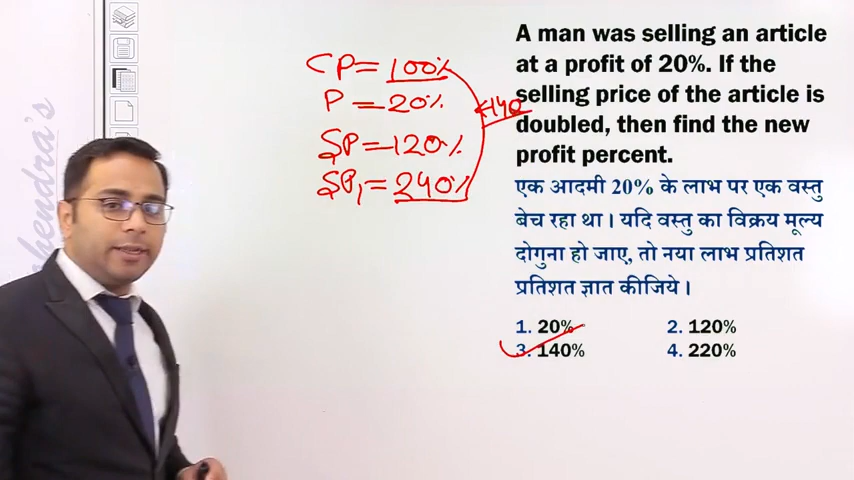 hendra's
CP = 100%
P = 20%
SP = 120%
SP1 = 240%
+140
A man was selling an article
at a profit of 20%. If the
selling price of the article is
doubled, then find the new
profit percent.
एक आदमी 20% के लाभ पर एक वस्तु
बेच रहा था। यदि वस्तु का विक्रय मूल्य
दोगुना हो जाए, तो नया लाभ प्रतिशत
प्रतिशत ज्ञात कीजिये।
1. 20% 2. 120%
3. 140% 4. 220%